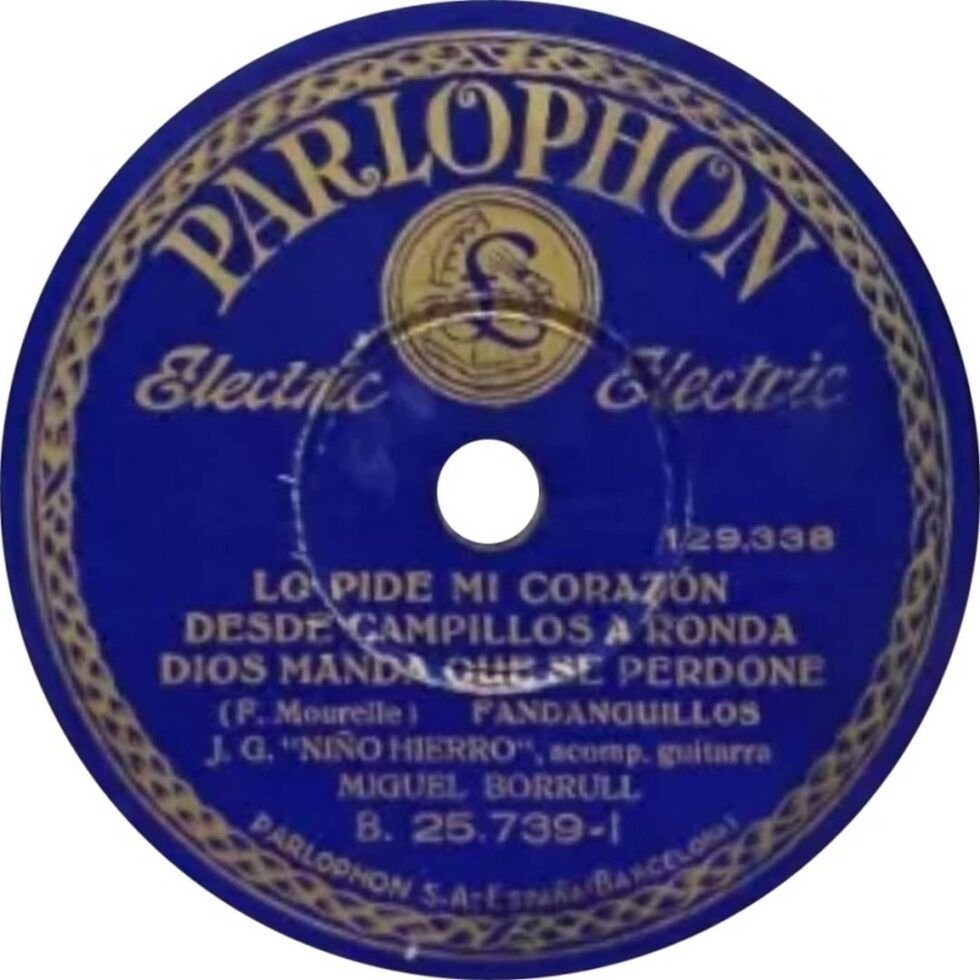 PARLOPHON
Electric Electric
129.338
LO PIDE MI CORAZÓN
DESDE CAMPILLOS A RONDA
DIOS MANDA QUE SE PERDONE
(F. Mourelle) FANDANGUILLOS
J. G. "NIÑO HIERRO", acomp. guitarra
MIGUEL BORRULL
B. 25.739-I
PARLOPHON S.A-ESPAÑA(BARCELONA)